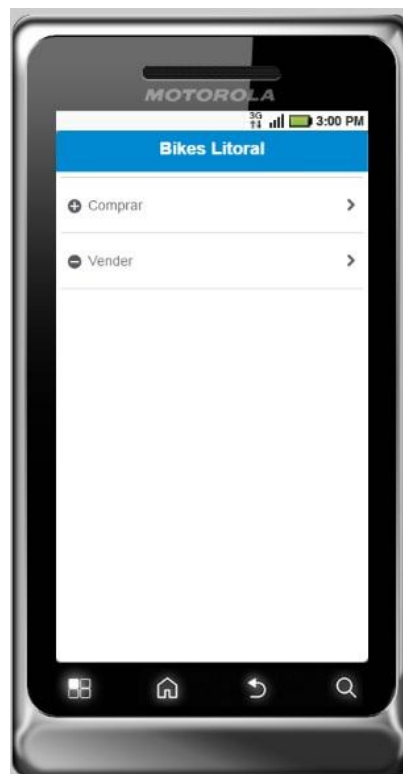 MOTOROLA
3G 3:00 PM
Bikes Litoral
Comprar
Vender